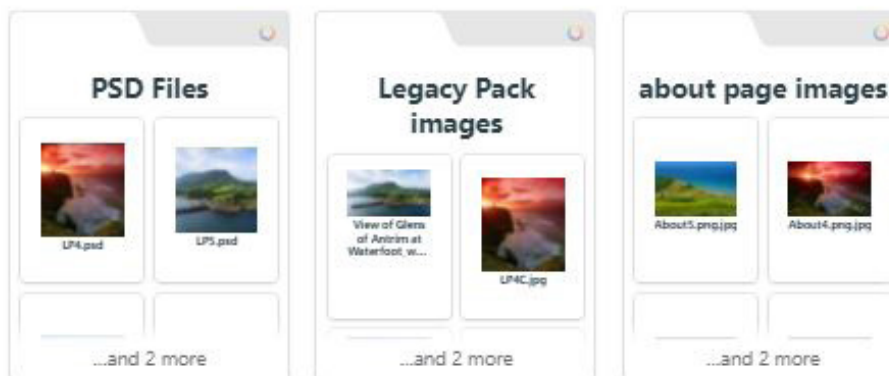 PSD Files
LP4.psd
LP5.psd
...and 2 more
Legacy Pack
images
View of Glens
of Antrim at
Waterfoot_w...
LP4C.jpg
...and 2 more
about page images
About5.png.jpg
About4.png.jpg
...and 2 more